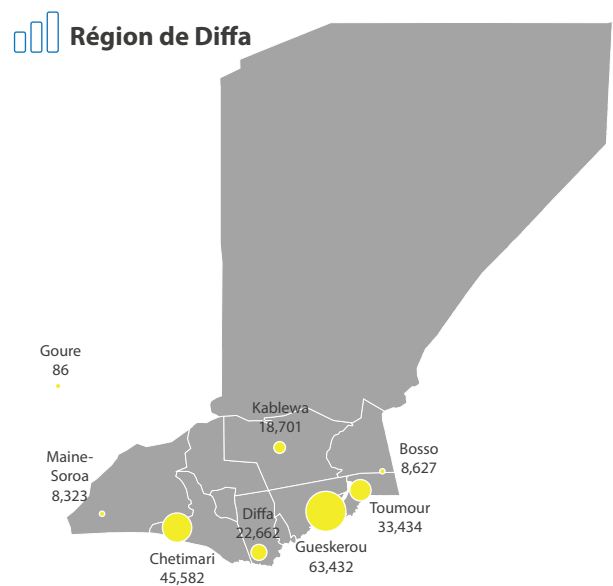 Région de Diffa
Goure
86
Kablewa
18,701
Maine-
Soroa
8,323
Bosso
8,627
Toumour
33,434
Diffa
22,662
Gueskerou
63,432
Chetimari
45,582